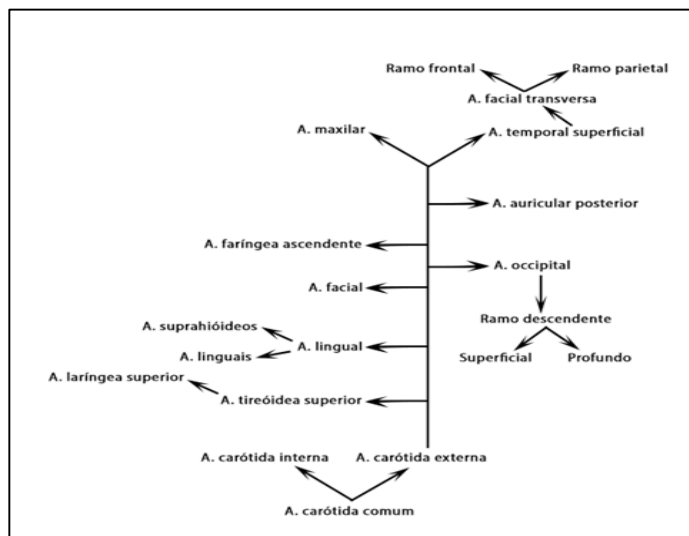 Ramo frontal
Ramo parietal
A. facial transversa
A. maxilar
A. temporal superficial
A. auricular posterior
A. faríngea ascendente
A. occipital
A. facial
Ramo descendente
A. suprahióideos
A. lingual
A. linguais
Superficial
Profundo
A. laríngea superior
A. tireóidea superior
A. carótida interna
A. carótida externa
A. carótida comum